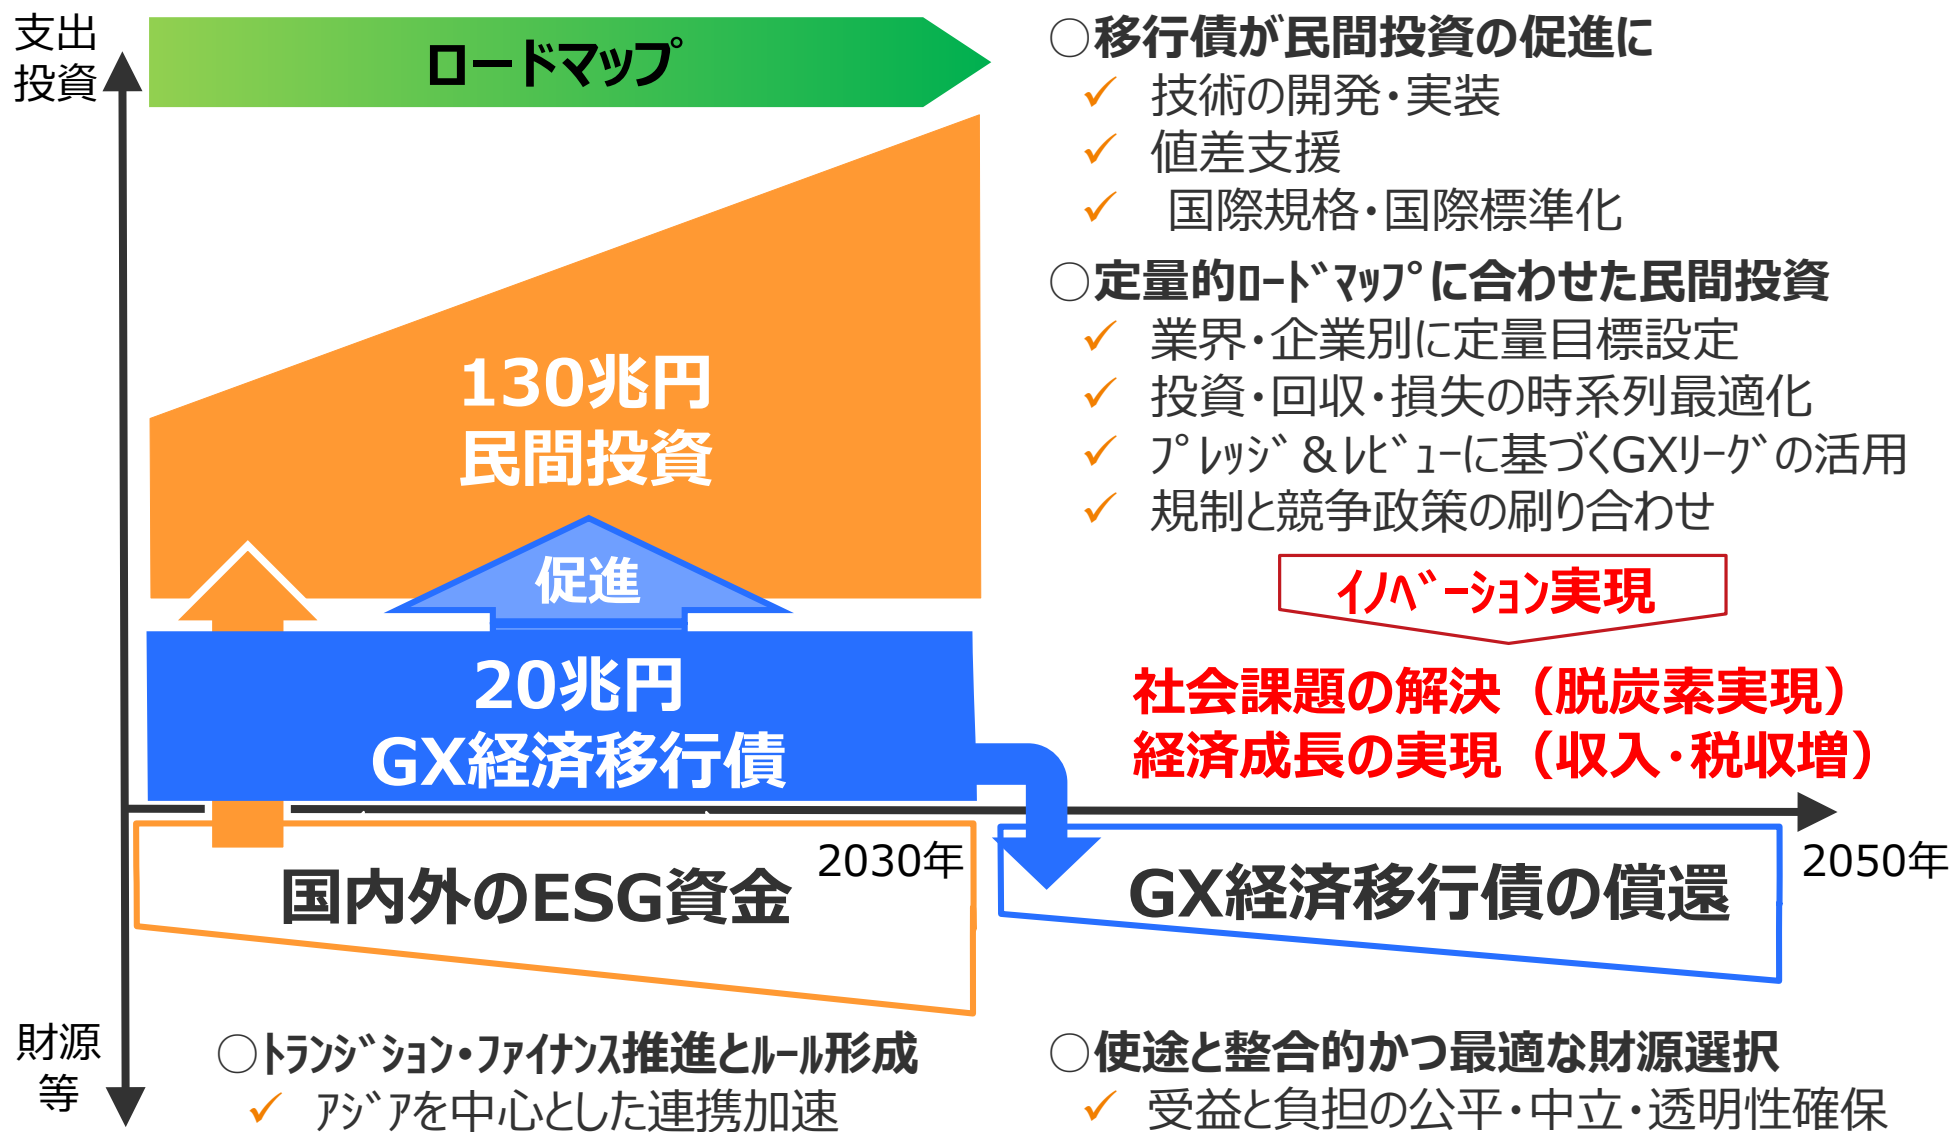 支出
投資
ロードマップ
130兆円
民間投資
促進
20兆円
GX経済移行債
2030年
国内外のESG資金
2050年
GX経済移行債の償還
財源
等
○移行債が民間投資の促進に
✓ 技術の開発・実装
✓ 値差支援
✓ 国際規格・国際標準化
○定量的ﾛｰﾄﾞﾏｯﾌﾟに合わせた民間投資
✓ 業界・企業別に定量目標設定
✓ 投資・回収・損失の時系列最適化
✓ ﾌﾟﾚｯｼﾞ＆ﾚﾋﾞｭｰに基づくGXﾘｰｸﾞの活用
✓ 規制と競争政策の刷り合わせ
ｲﾉﾍﾞｰｼｮﾝ実現
社会課題の解決（脱炭素実現）
経済成長の実現（収入・税収増）
○ﾄﾗﾝｼﾞｼｮﾝ・ﾌｧｲﾅﾝｽ推進とﾙｰﾙ形成
✓ ｱｼﾞｱを中心とした連携加速
○使途と整合的かつ最適な財源選択
✓ 受益と負担の公平・中立・透明性確保